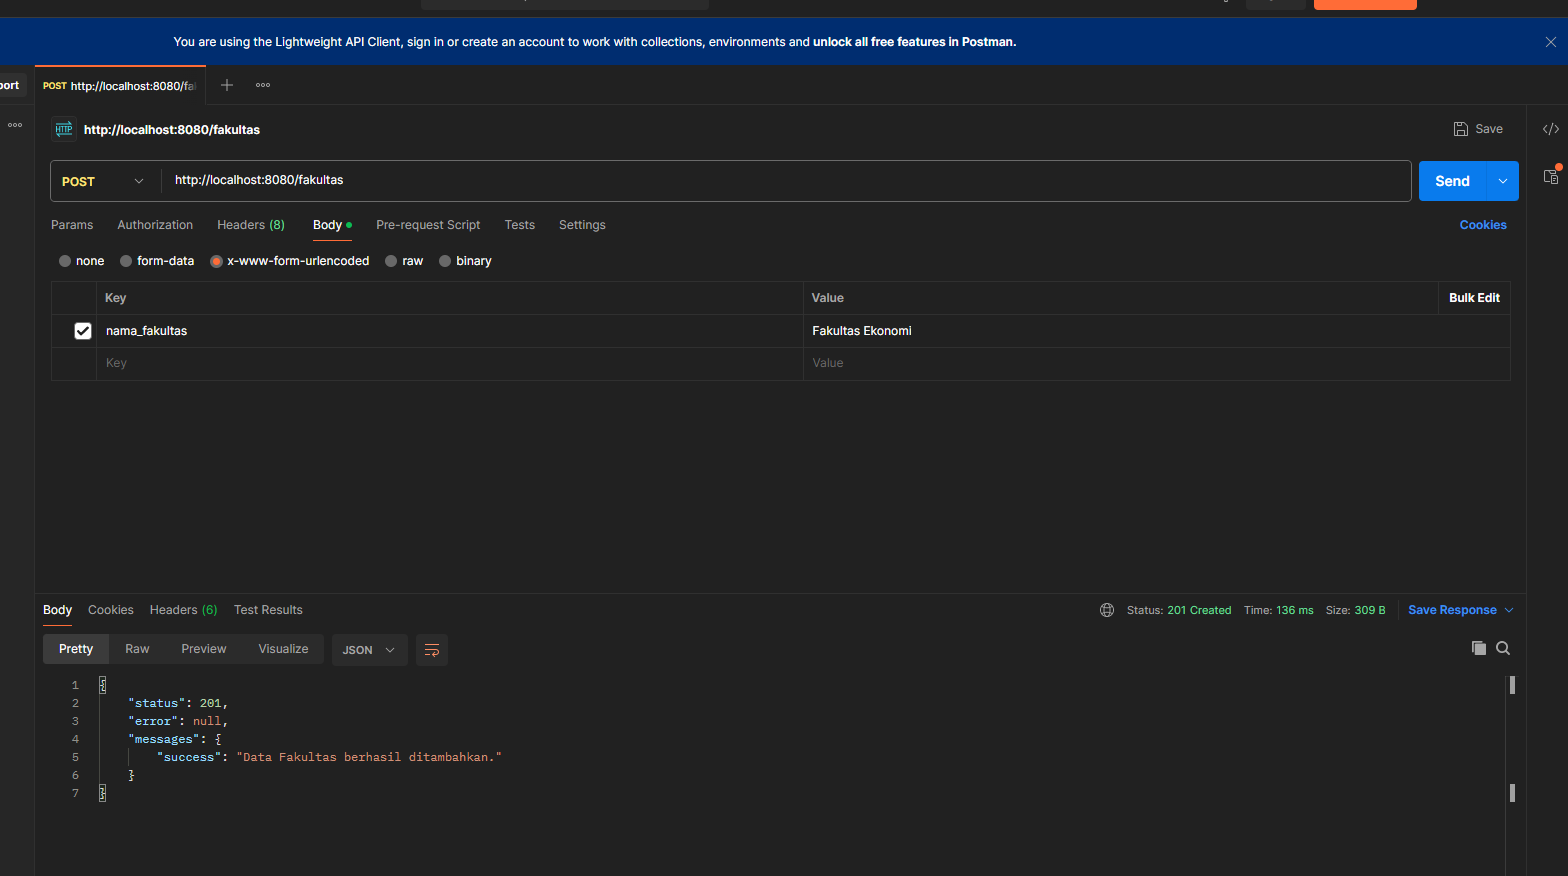 You are using the Lightweight API Client, sign in or create an account to work with collections, environments and unlock all free features in Postman.
port
POST http://localhost:8080/fa
http://localhost:8080/fakultas
Save
POST
http://localhost:8080/fakultas
Send
Params
Authorization
Headers (8)
Body
Pre-request Script
Tests
Settings
Cookies
none
form-data
x-www-form-urlencoded
raw
binary
Key
Value
Bulk Edit
nama_fakultas
Fakultas Ekonomi
Key
Value
Body
Cookies
Headers (6)
Test Results
Status: 201 Created
Time: 136 ms
Size: 309 B
Save Response
Pretty
Raw
Preview
Visualize
JSON
1 {
2 "status": 201,
3 "error": null,
4 "messages": {
5 "success": "Data Fakultas berhasil ditambahkan."
6 }
7 }